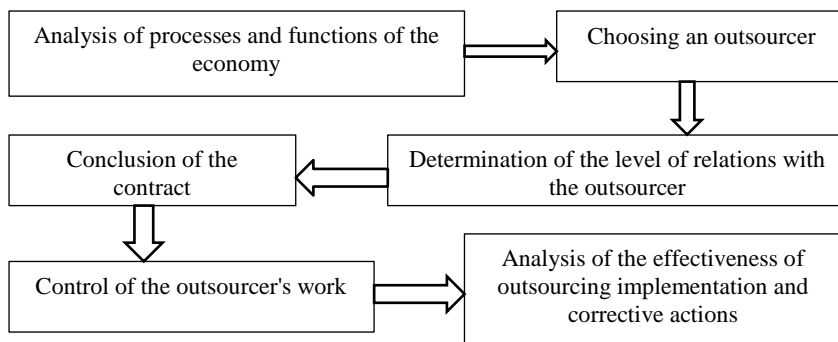 Analysis of processes and functions of the
economy
Choosing an outsourcer
Determination of the level of relations with
the outsourcer
Conclusion of the
contract
Control of the outsourcer's work
Analysis of the effectiveness of
outsourcing implementation and
corrective actions